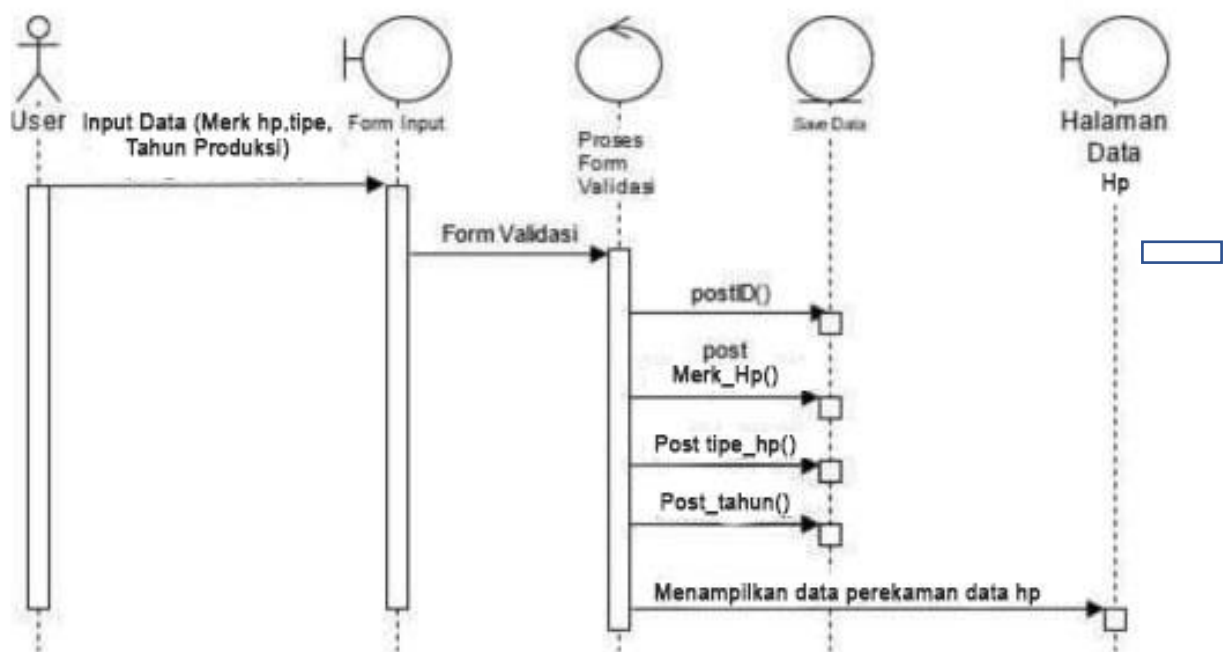 User
Input Data (Merk hp,tipe,
Tahun Produksi)
Form Input
Proses
Form
Validasi
Save Data
Halaman
Data
Hp
Form Validasi
postID()
post
Merk_Hp()
Post tipe_hp()
Post_tahun()
Menampilkan data perekaman data hp